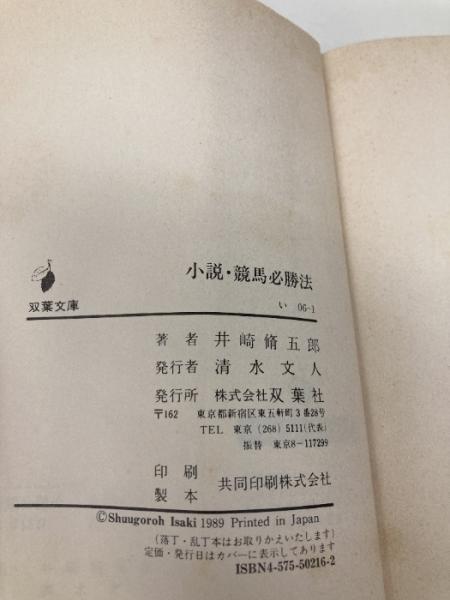 小説・競馬必勝法
双葉文庫
い 06-1
著者 井崎脩五郎
発行者 清水文人
発行所 株式会社双葉社
〒162 東京都新宿区東五軒町3番28号
TEL 東京(268)5111(代表)
振替 東京8-117299
印刷
製本 共同印刷株式会社
©Shuugoroh Isaki 1989 Printed in Japan
(落丁・乱丁本はお取りかえいたします)
定価・発行日はカバーに表示してあります
ISBN4-575-50216-2